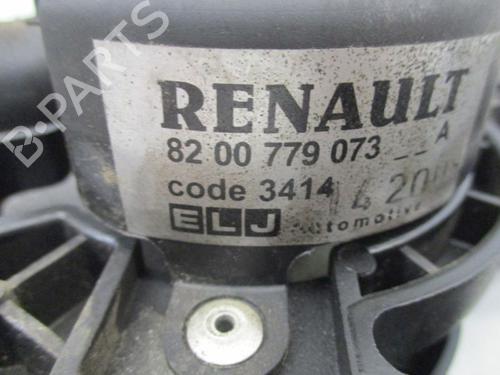 RENAULT
82 00 779 073 -- A
code 3414
ELJ Automotive
B-Parts